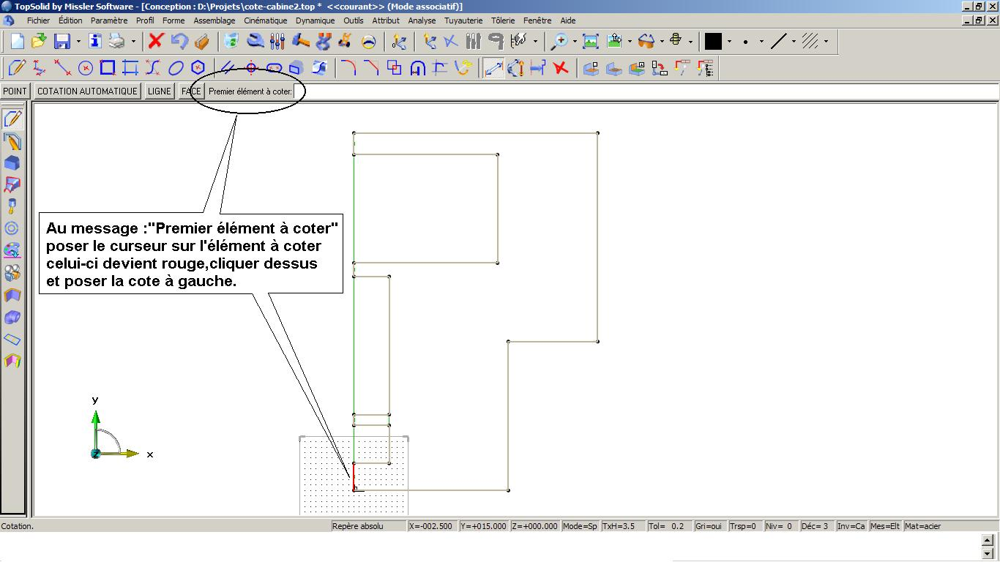 TopSolid by Missler Software - [Conception : D:\Projets\cote-cabine2.top *  <<courant>> (Mode associatif)]
Fichier Édition Paramètre Profil Forme Assemblage Cinématique Dynamique Outils Attribut Analyse Tuyauterie Tôlerie Fenêtre Aide
POINT COTATION AUTOMATIQUE LIGNE FACE Premier élément à coter:
Au message :"Premier élément à coter"
poser le curseur sur l'élément à coter
celui-ci devient rouge,cliquer dessus
et poser la cote à gauche.
y
z x
Cotation. Repère absolu X=-002.500 Y=+015.000 Z=+000.000 Mode=Sp TxH=3.5 Tol= 0.2 Gri=oui Trsp=0 Niv= 0 Déc= 3 Inv=Ca Mes=Elt Mat=acier